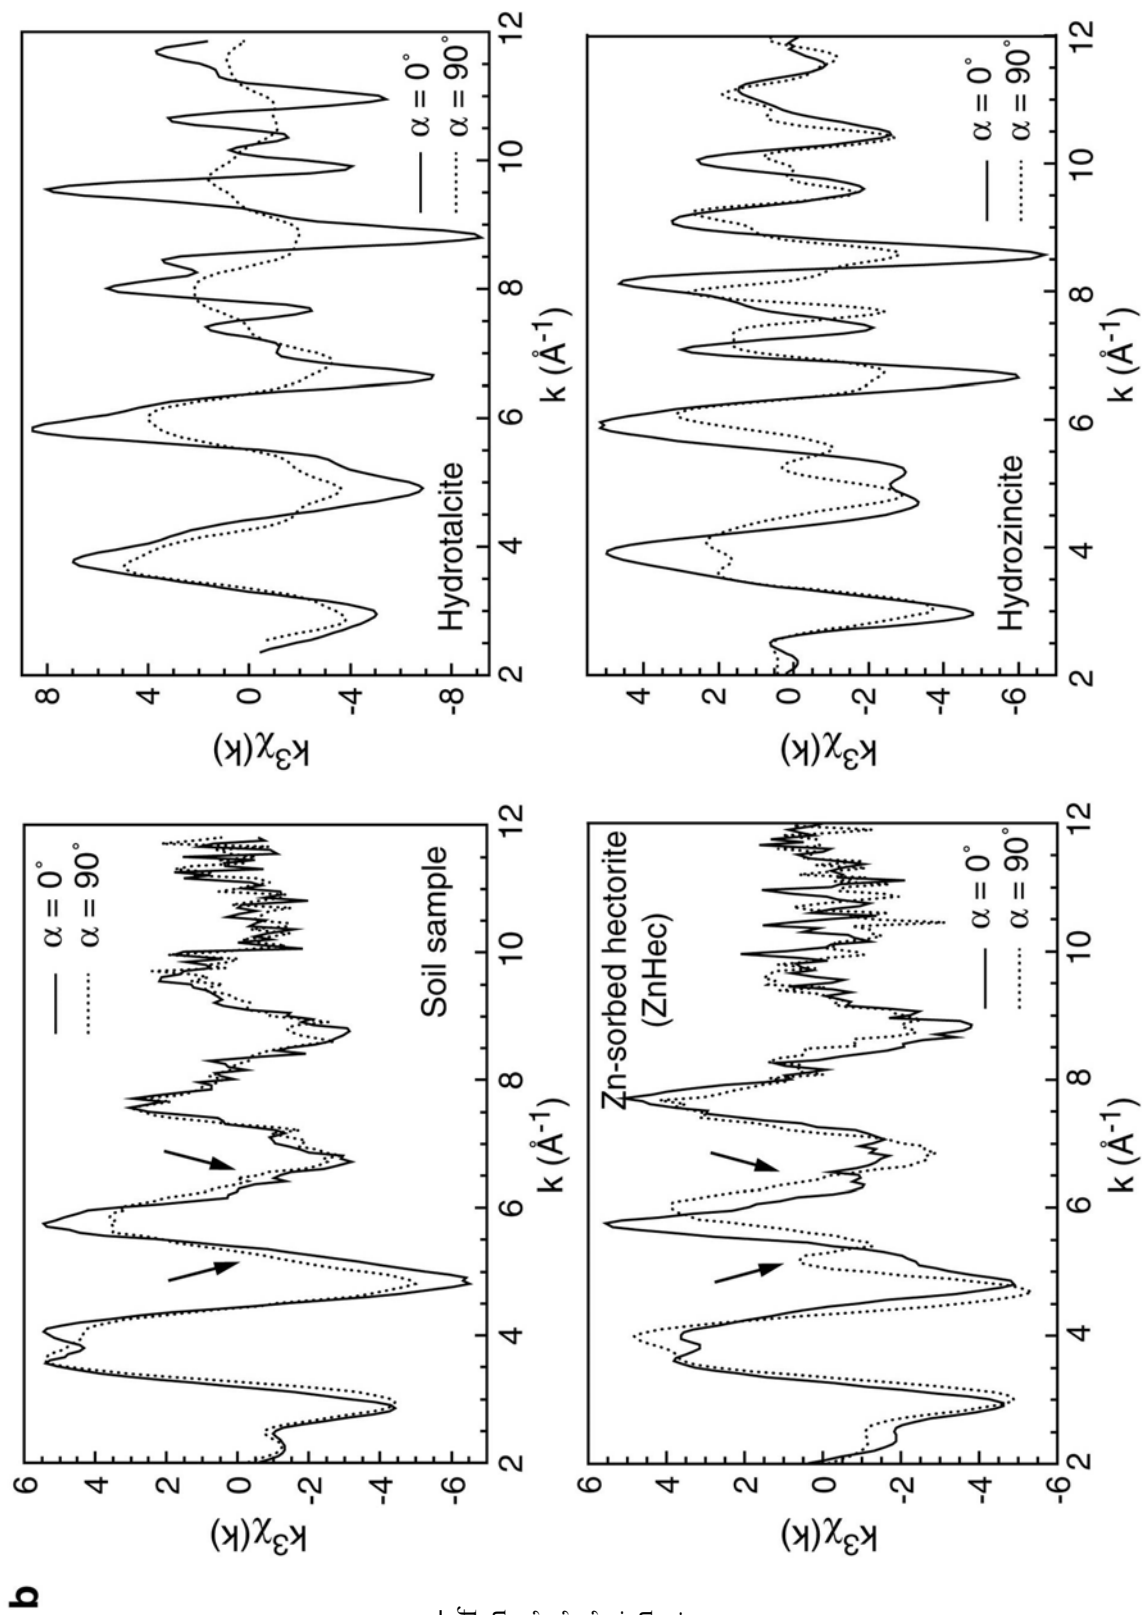 b
6
4
2
0
-2
-4
-6
k³χ(k)
2
4
6
8
10
12
k (Å⁻¹)
α = 0°
α = 90°
Soil sample
8
4
0
-4
-8
k³χ(k)
2
4
6
8
10
12
k (Å⁻¹)
α = 0°
α = 90°
Hydrotalcite
6
4
2
0
-2
-4
-6
k³χ(k)
2
4
6
8
10
12
k (Å⁻¹)
Zn-sorbed hectorite
(ZnHec)
α = 0°
α = 90°
4
2
0
-2
-4
-6
k³χ(k)
2
4
6
8
10
12
k (Å⁻¹)
α = 0°
α = 90°
Hydrozincite